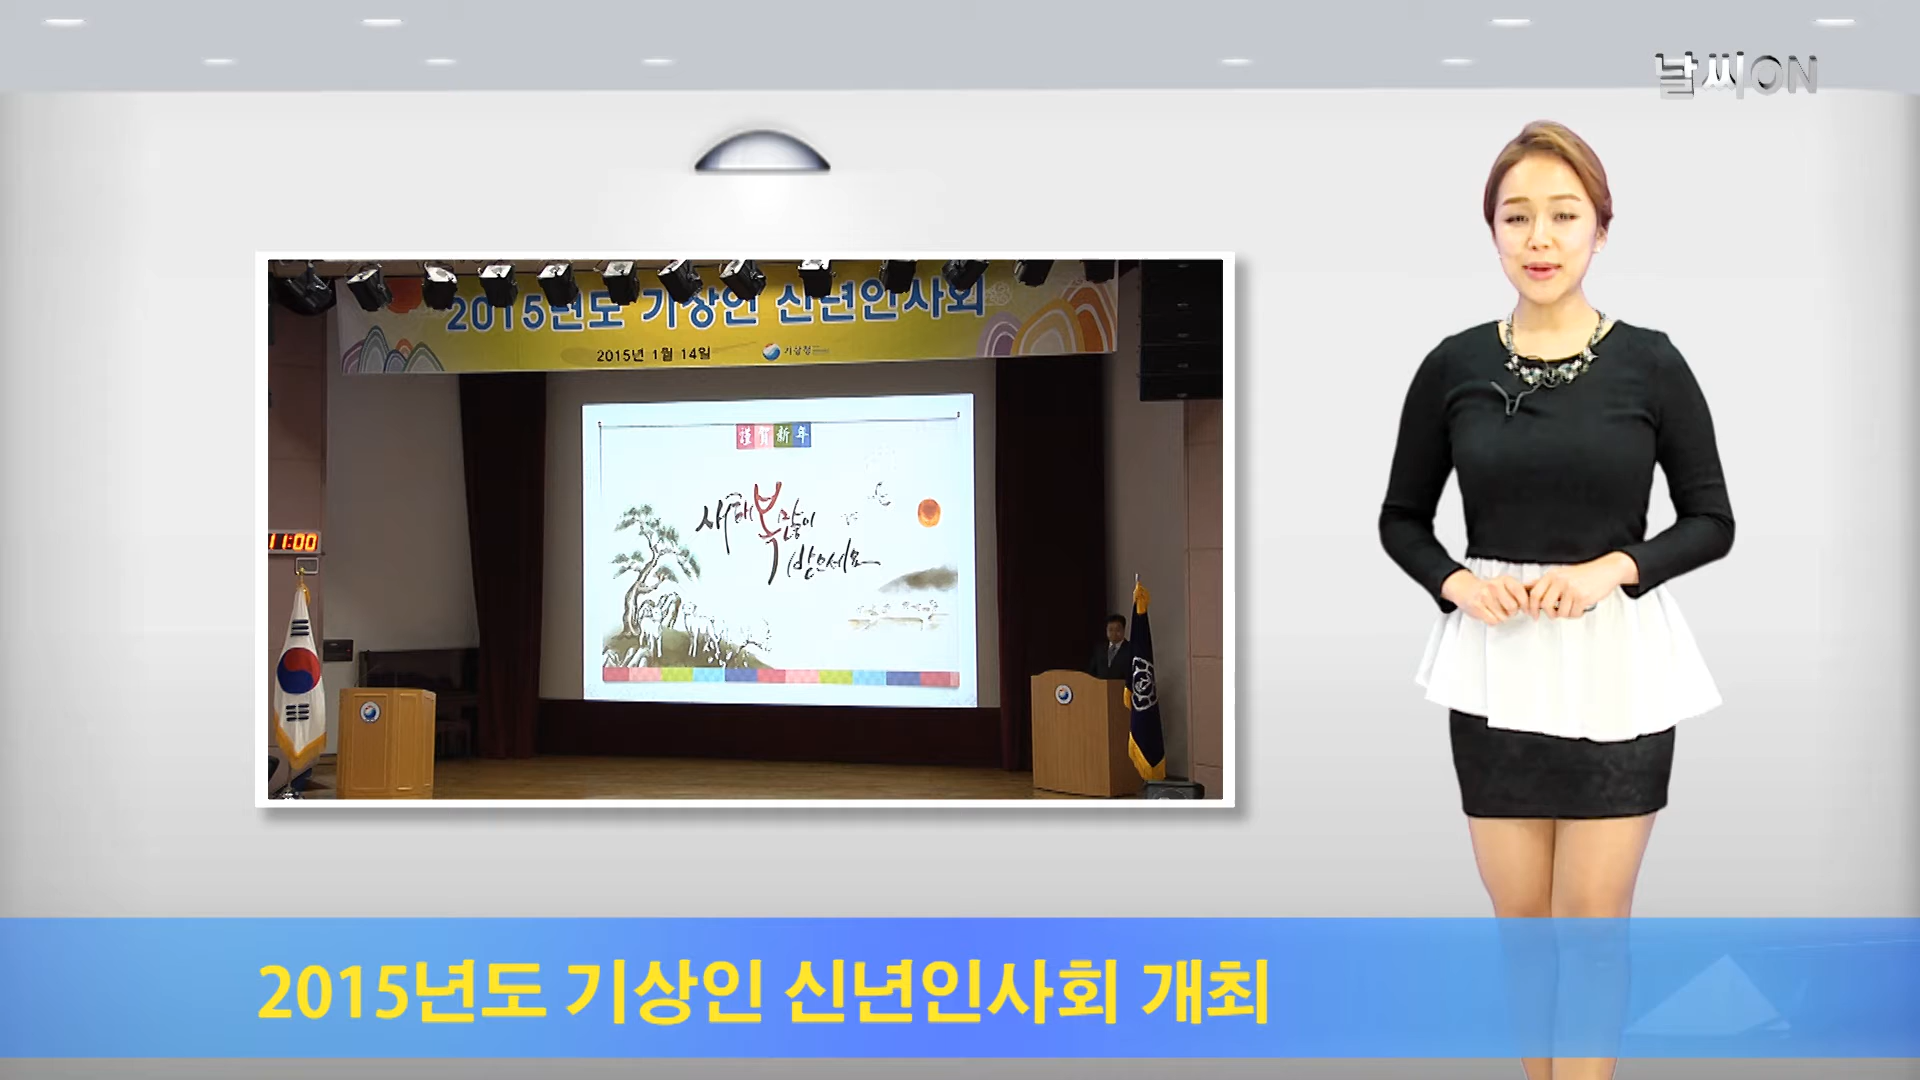 날씨ON
2015년도 기상인 신년인사회
2015년 1월 14일 기상청
謹賀新年
새해 복 많이
받으세요
11:00
2015년도 기상인 신년인사회 개최